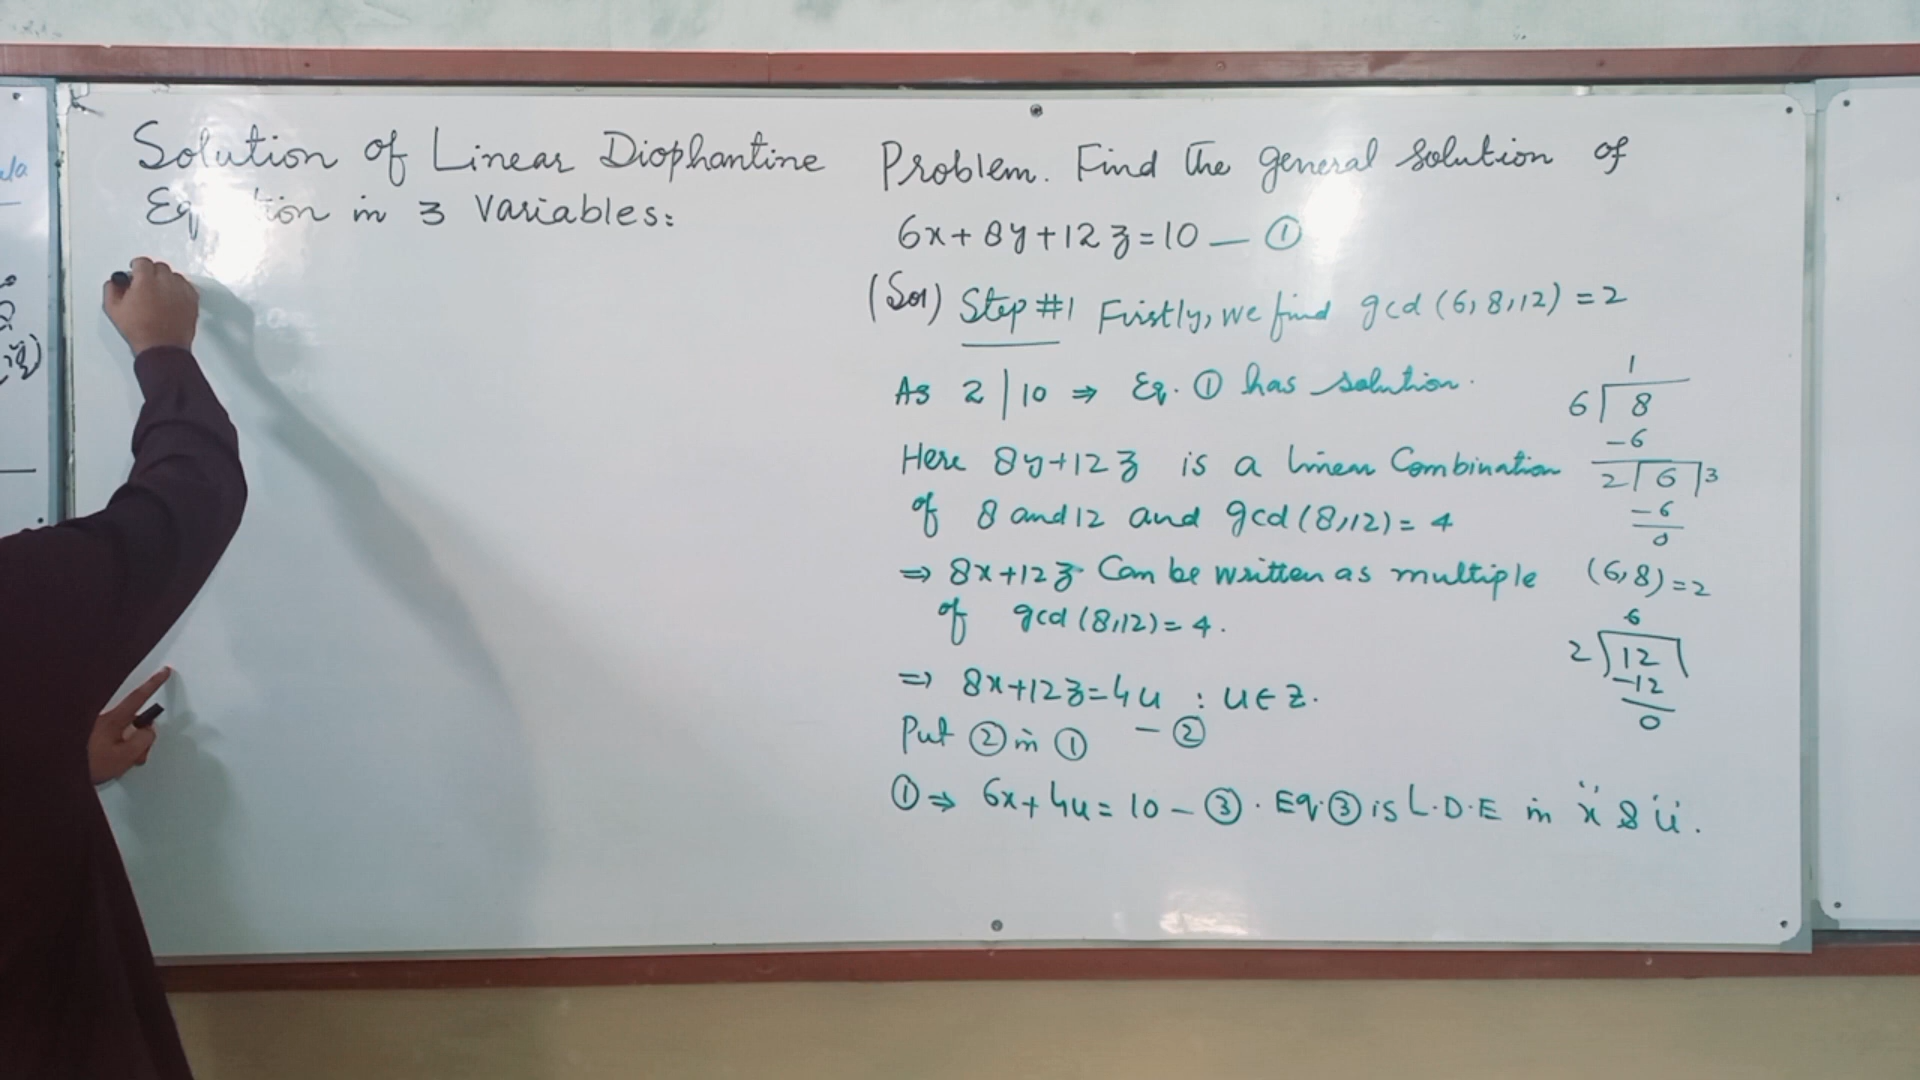 Solution of Linear Diophantine
Eq tion in 3 Variables:
Problem. Find the general solution of
6x+8y+12z=10 — ①
(Sol) Step #1 Firstly, we find gcd (6, 8, 12) = 2
As 2 | 10 ⇒ Eq. ① has solution.
Here 8y+12z is a linear Combination
of 8 and 12 and gcd (8,12) = 4
⇒ 8x+12z Can be written as multiple
of gcd (8,12) = 4.
⇒ 8x+12z=4u : u∈Z.
Put ② in ① — ②
① ⇒ 6x+4u = 10 — ③ . Eq.③ is L.D.E in x & u.
1
6 8
-6
2 6 3
-6
0
(6,8)=2
6
2 12
-12
0